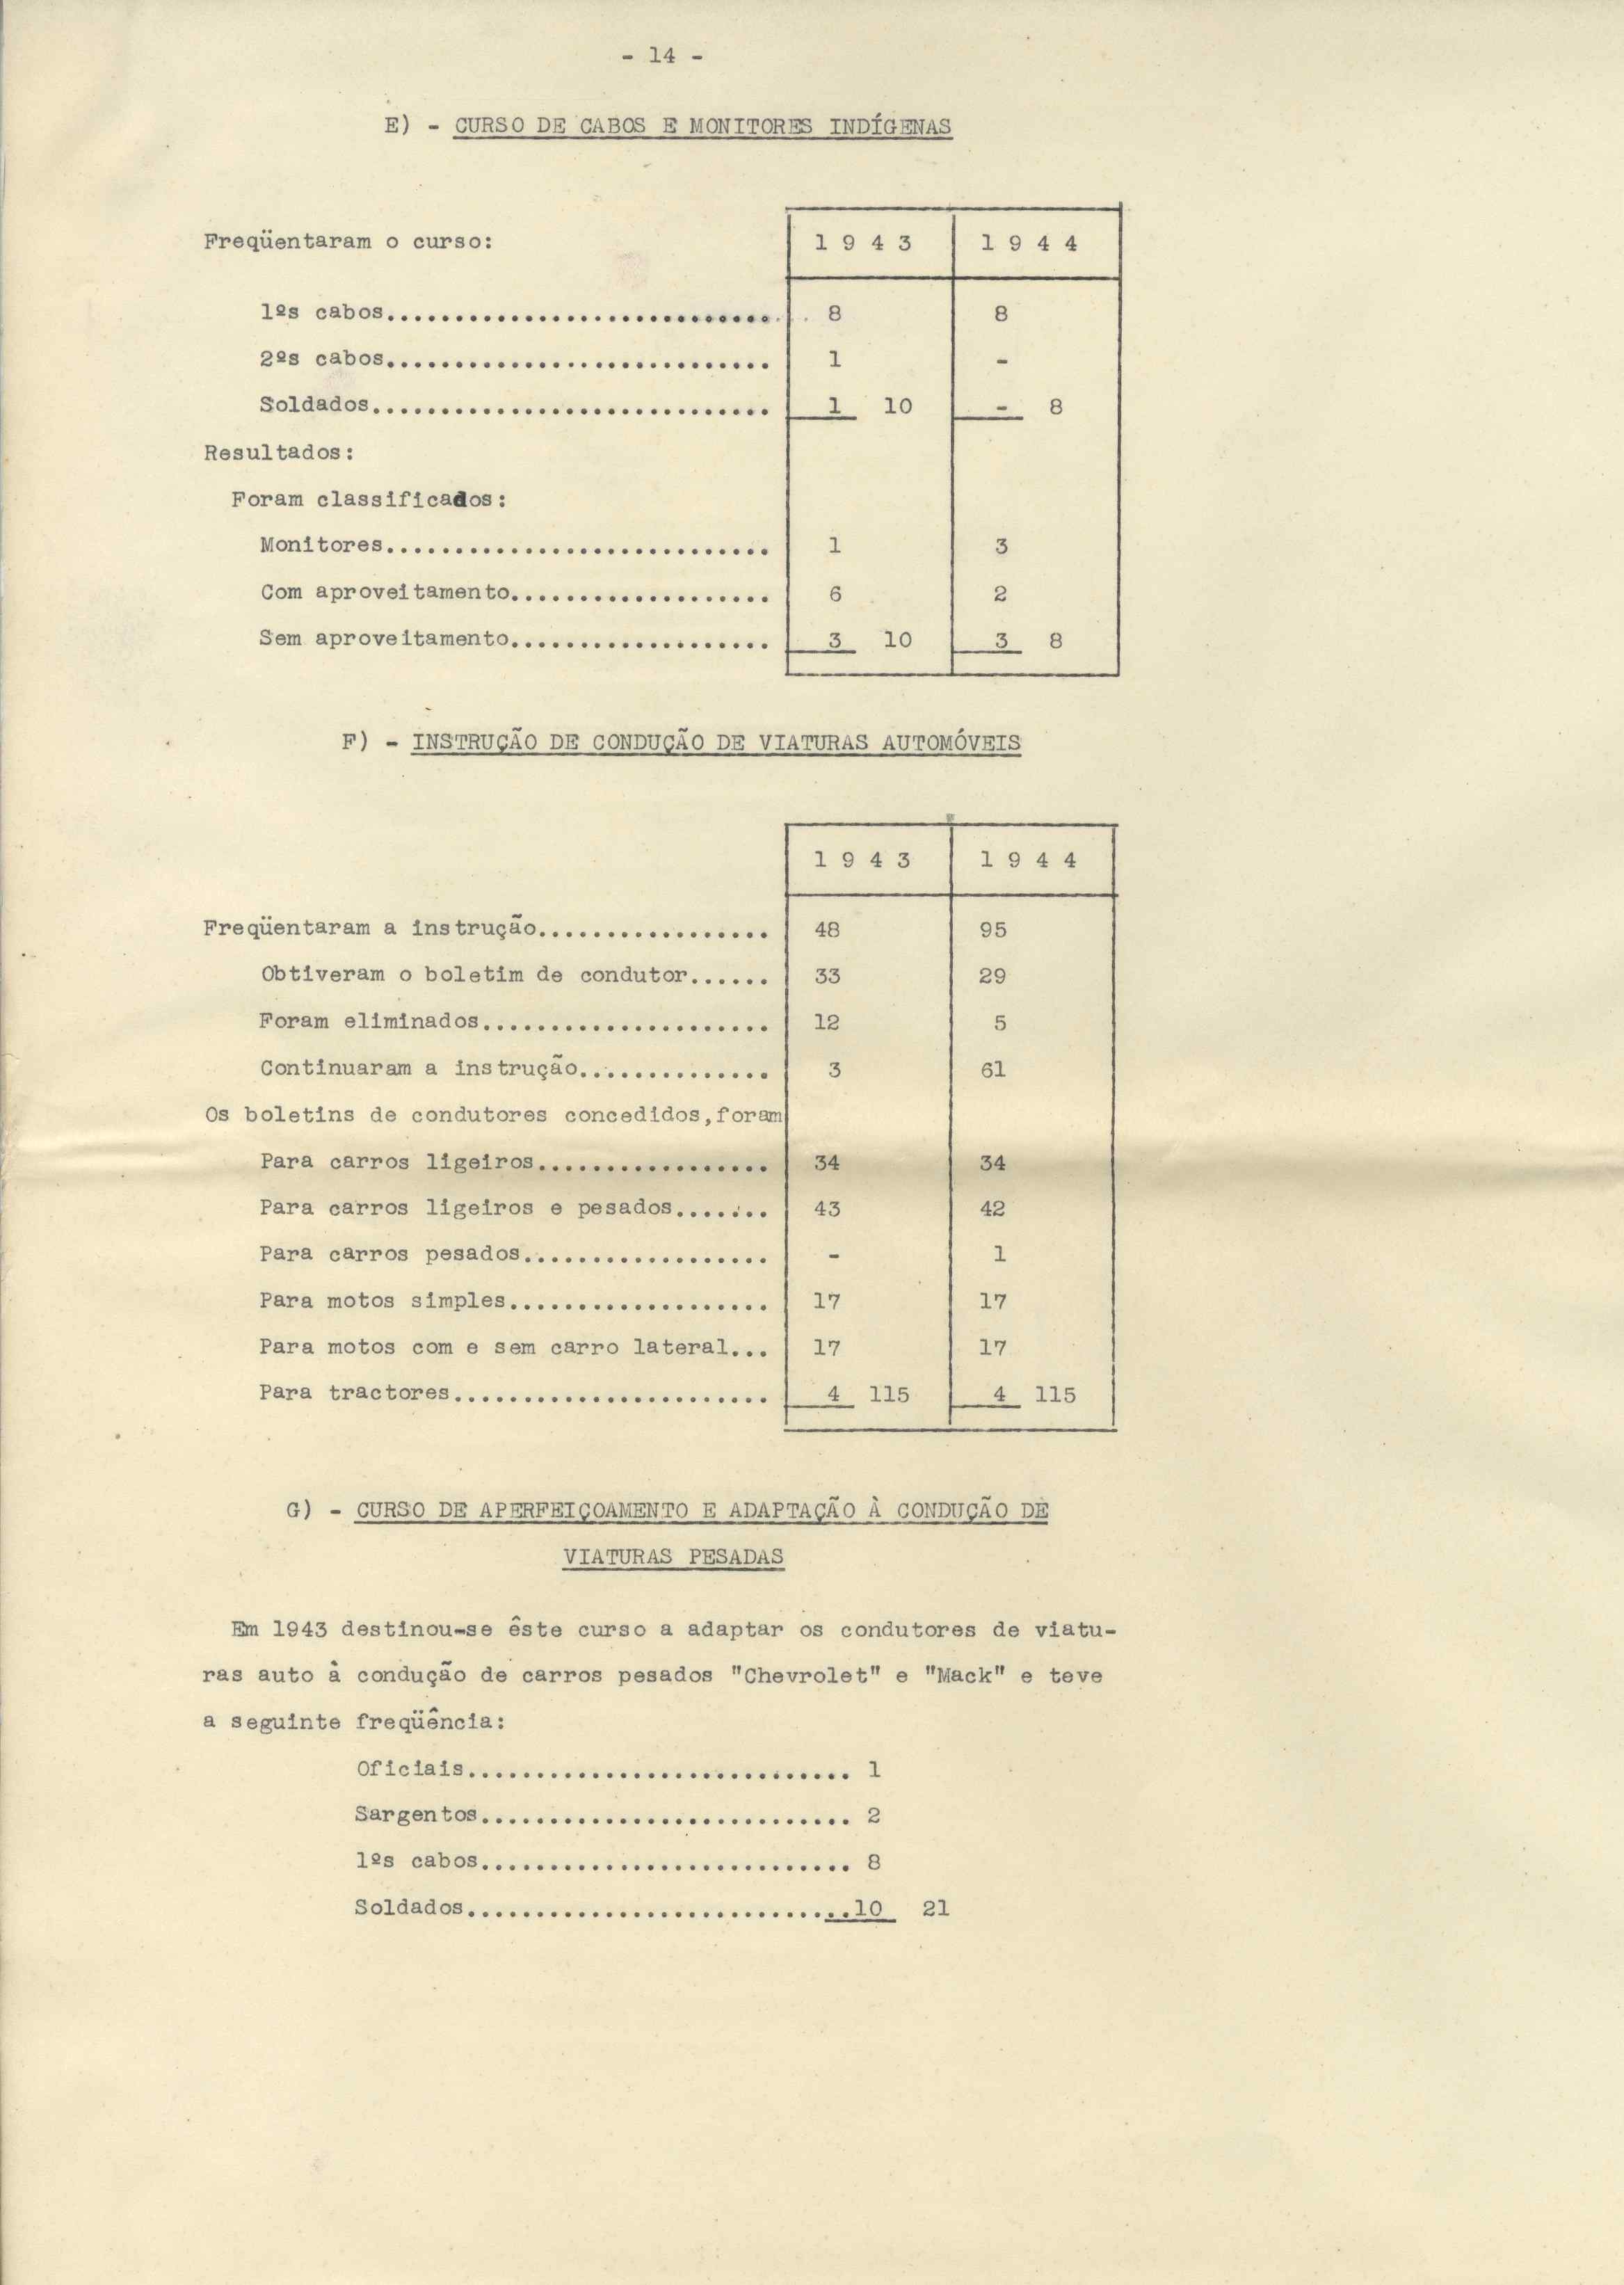 - 14 -
E) - CURSO DE CABOS E MONITORES INDÍGENAS
Freqüentaram o curso: 1 9 4 3 1 9 4 4
1ºs cabos............................ 8 8
2ºs cabos............................ 1 -
Soldados............................. 1 10 - 8
Resultados:
Foram classificados:
Monitores............................ 1 3
Com aproveitamento................... 6 2
Sem aproveitamento................... 3 10 3 8
F) - INSTRUÇÃO DE CONDUÇÃO DE VIATURAS AUTOMÓVEIS
1 9 4 3 1 9 4 4
Freqüentaram a instrução................. 48 95
Obtiveram o boletim de condutor...... 33 29
Foram eliminados..................... 12 5
Continuaram a instrução.............. 3 61
Os boletins de condutores concedidos,foram
Para carros ligeiros................. 34 34
Para carros ligeiros e pesados....... 43 42
Para carros pesados.................. - 1
Para motos simples................... 17 17
Para motos com e sem carro lateral... 17 17
Para tractores....................... 4 115 4 115
G) - CURSO DE APERFEIÇOAMENTO E ADAPTAÇÃO À CONDUÇÃO DE
VIATURAS PESADAS
Em 1943 destinou-se êste curso a adaptar os condutores de viatu-
ras auto à condução de carros pesados "Chevrolet" e "Mack" e teve
a seguinte freqüência:
Oficiais............................ 1
Sargentos........................... 2
1ºs cabos........................... 8
Soldados............................10 21